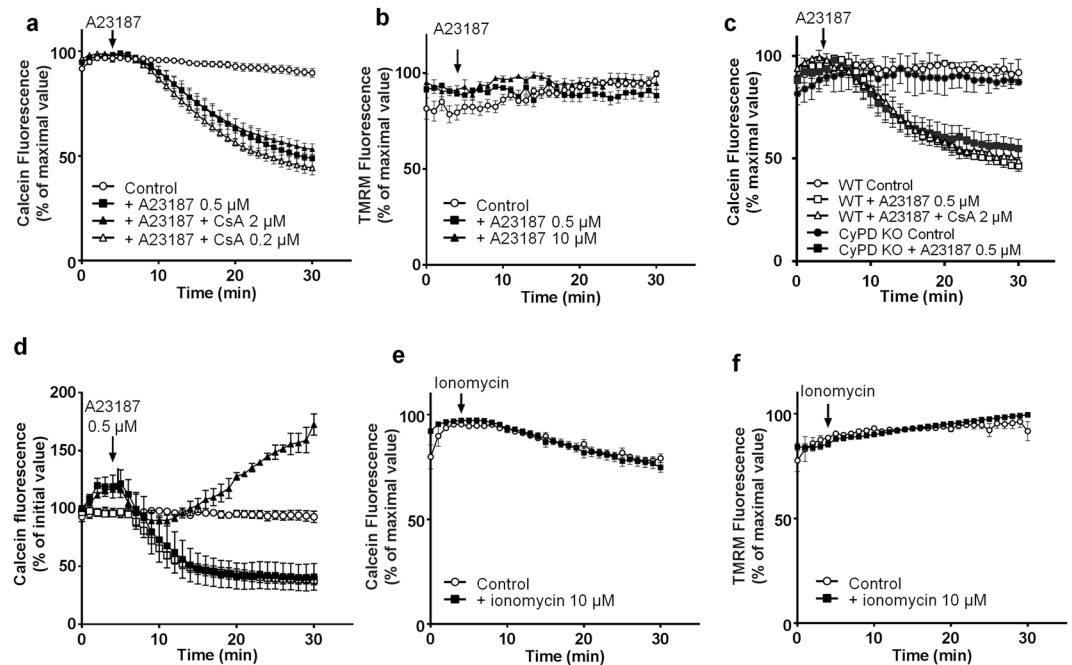 a
A23187
100
50
0
Calcein Fluorescence
(% of maximal value)
Control
+ A23187 0.5 µM
+ A23187 + CsA 2 µM
+ A23187 + CsA 0.2 µM
0 10 20 30
Time (min)
b
A23187
100
50
0
TMRM Fluorescence
(% of maximal value)
Control
+ A23187 0.5 µM
+ A23187 10 µM
0 10 20 30
Time (min)
c
A23187
100
50
0
Calcein Fluorescence
(% maximal value)
WT Control
WT + A23187 0.5 µM
WT + A23187 + CsA 2 µM
CyPD KO Control
CyPD KO + A23187 0.5 µM
0 10 20 30
Time (min)
d
200
150
100
50
0
A23187
0.5 µM
Calcein fluorescence
(% of initial value)
0 10 20 30
Time (min)
e
Ionomycin
100
50
0
Calcein Fluorescence
(% of maximal value)
Control
+ ionomycin 10 µM
0 10 20 30
Time (min)
f
Ionomycin
100
50
0
TMRM Fluorescence
(% of maximal value)
Control
+ ionomycin 10 µM
0 10 20 30
Time (min)